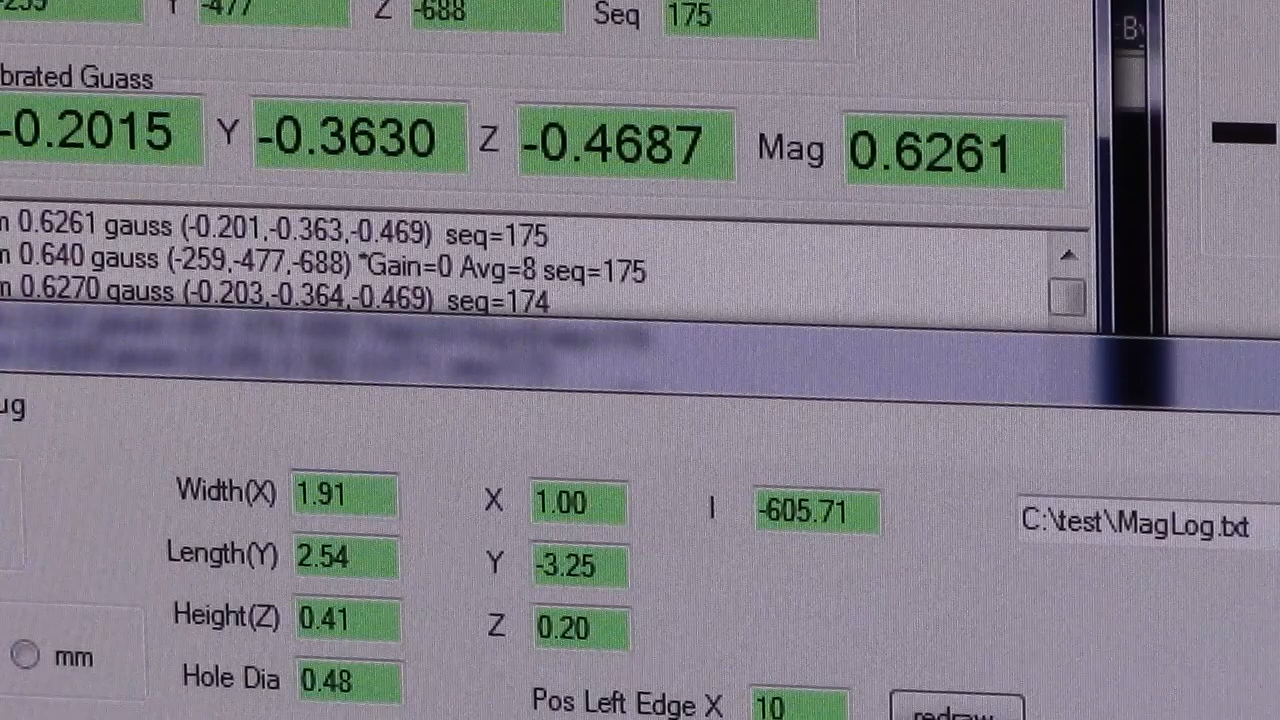 -259 Y -477 Z -688 Seq 175
By
brated Guass
-0.2015 Y -0.3630 Z -0.4687 Mag 0.6261
n 0.6261 gauss (-0.201,-0.363,-0.469) seq=175
n 0.640 gauss (-259,-477,-688) *Gain=0 Avg=8 seq=175
n 0.6270 gauss (-0.203,-0.364,-0.469) seq=174
ug
Width(X) 1.91 X 1.00 I -605.71 C:\test\MagLog.txt
Length(Y) 2.54 Y -3.25
Height(Z) 0.41 Z 0.20
mm
Hole Dia 0.48
Pos Left Edge X 10 redraw